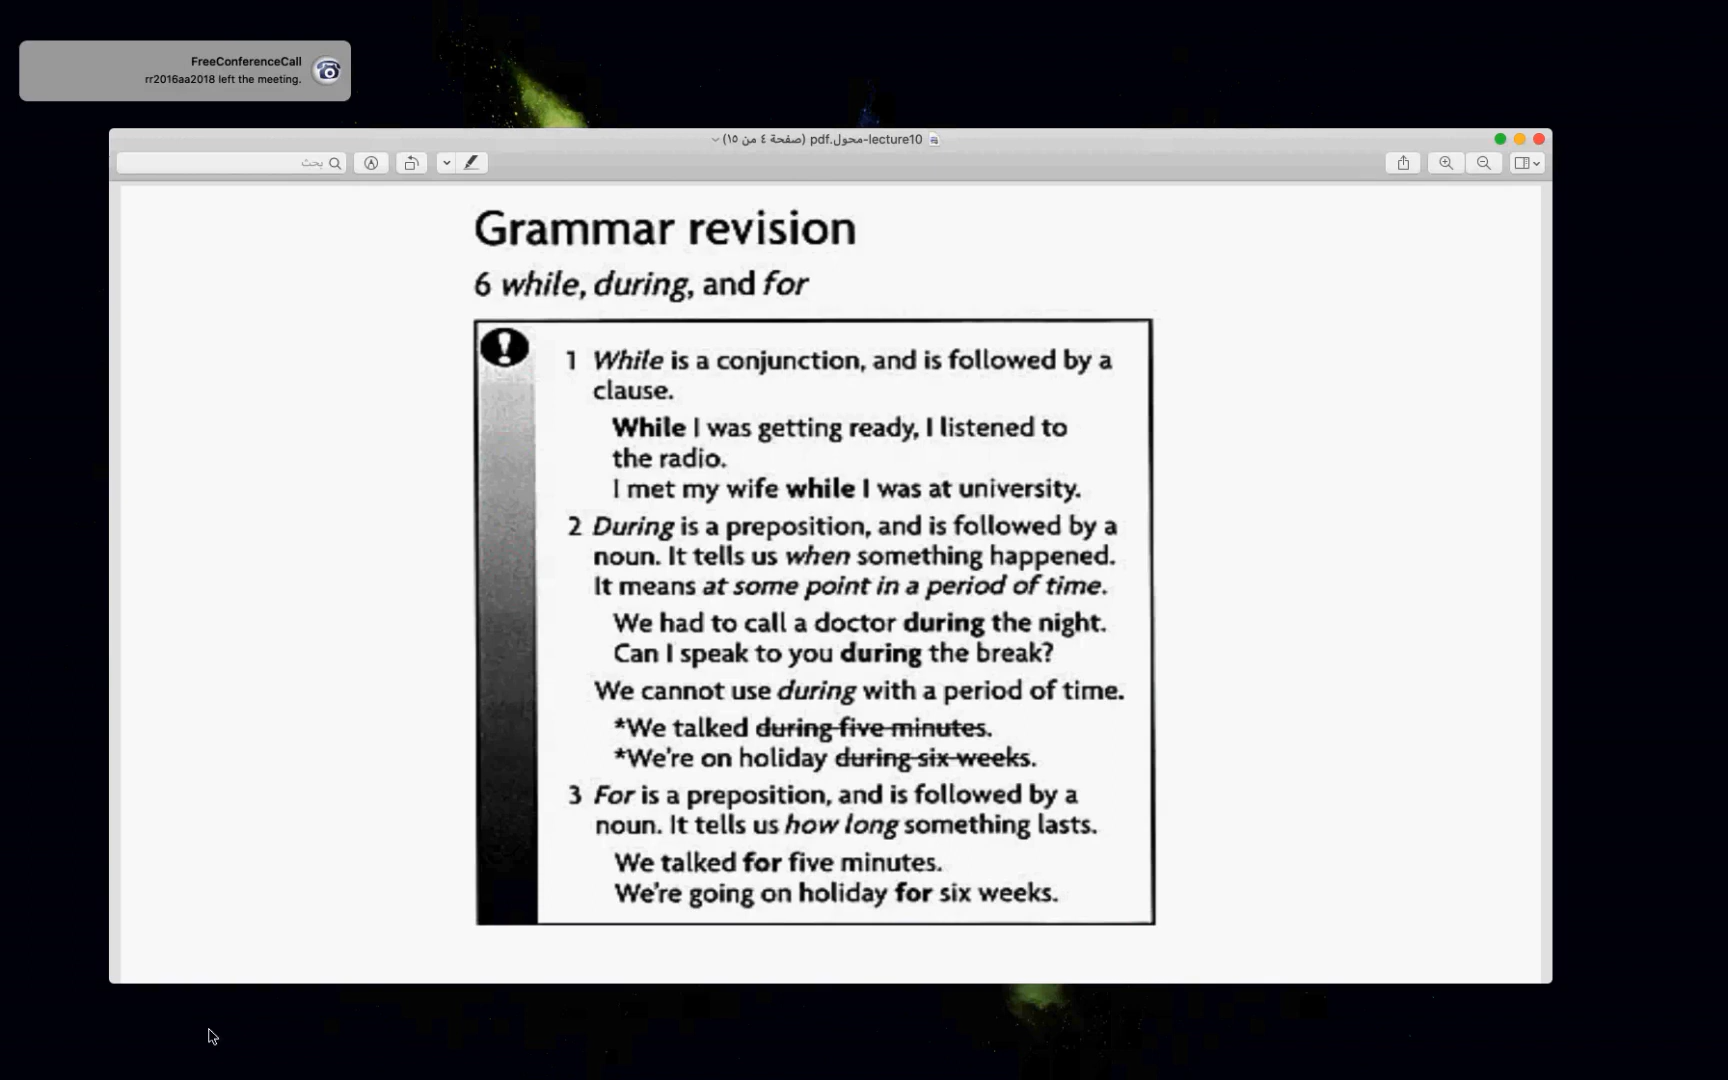 FreeConferenceCall
rr2016aa2018 left the meeting.
lecture10-محول.pdf (صفحة ٤ من ١٥)
بحث
Grammar revision
6 while, during, and for
1 While is a conjunction, and is followed by a
clause.
While I was getting ready, I listened to
the radio.
I met my wife while I was at university.
2 During is a preposition, and is followed by a
noun. It tells us when something happened.
It means at some point in a period of time.
We had to call a doctor during the night.
Can I speak to you during the break?
We cannot use during with a period of time.
*We talked during five minutes.
*We're on holiday during six weeks.
3 For is a preposition, and is followed by a
noun. It tells us how long something lasts.
We talked for five minutes.
We're going on holiday for six weeks.